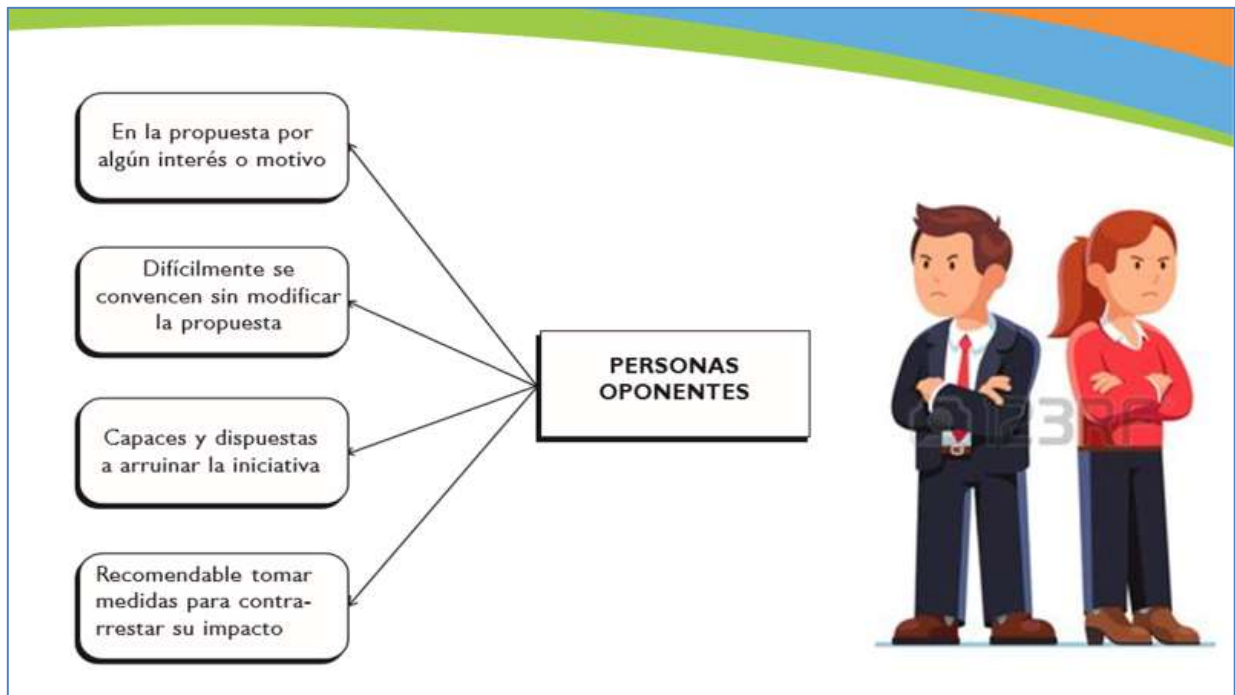 En la propuesta por
algún interés o motivo
Difícilmente se
convencen sin modificar
la propuesta
Capaces y dispuestas
a arruinar la iniciativa
Recomendable tomar
medidas para contra-
rrestar su impacto
PERSONAS
OPONENTES
123RF